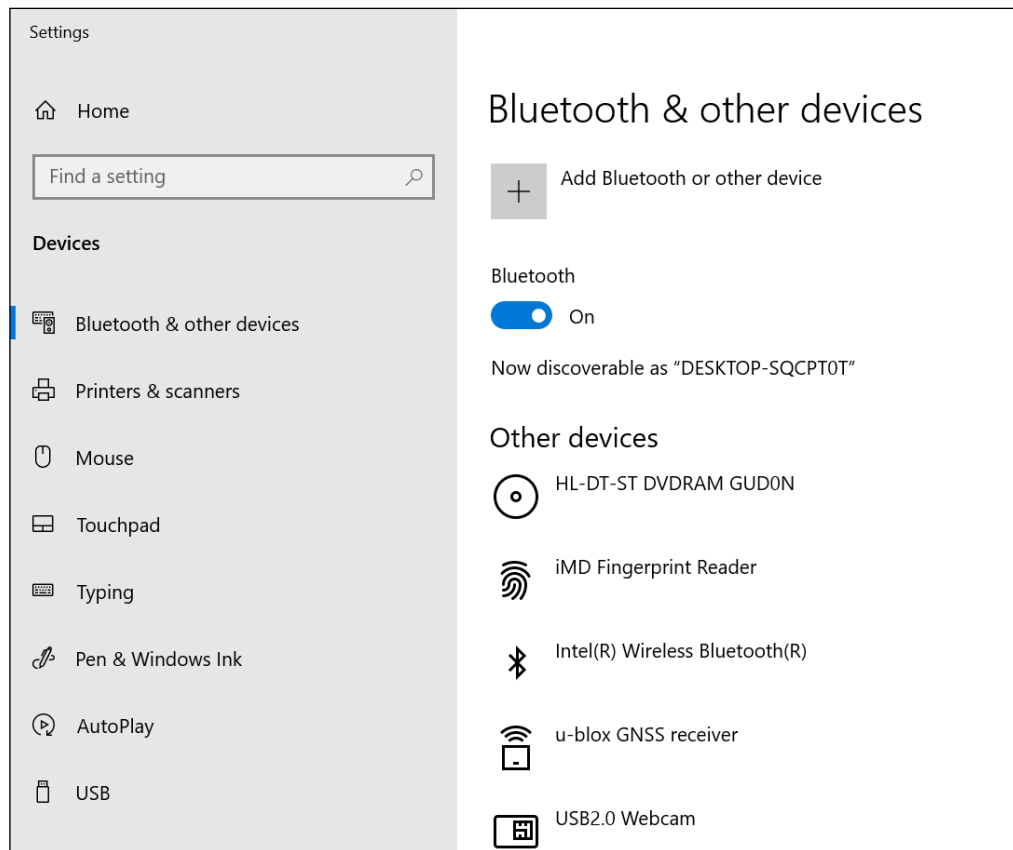 Settings
Home
Find a setting
Devices
Bluetooth & other devices
Printers & scanners
Mouse
Touchpad
Typing
Pen & Windows Ink
AutoPlay
USB
Bluetooth & other devices
Add Bluetooth or other device
Bluetooth
On
Now discoverable as “DESKTOP-SQCPT0T”
Other devices
HL-DT-ST DVDRAM GUD0N
iMD Fingerprint Reader
Intel(R) Wireless Bluetooth(R)
u-blox GNSS receiver
USB2.0 Webcam